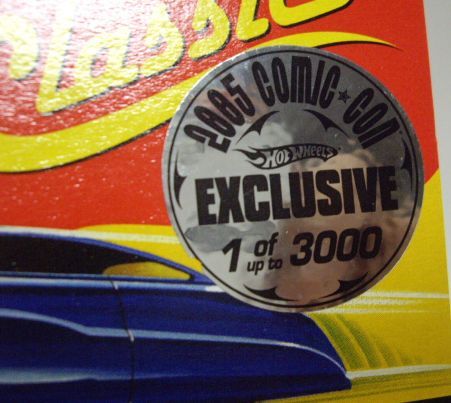 Classic
2005 COMIC★CON
HOT WHEELS
EXCLUSIVE
1 of up to 3000